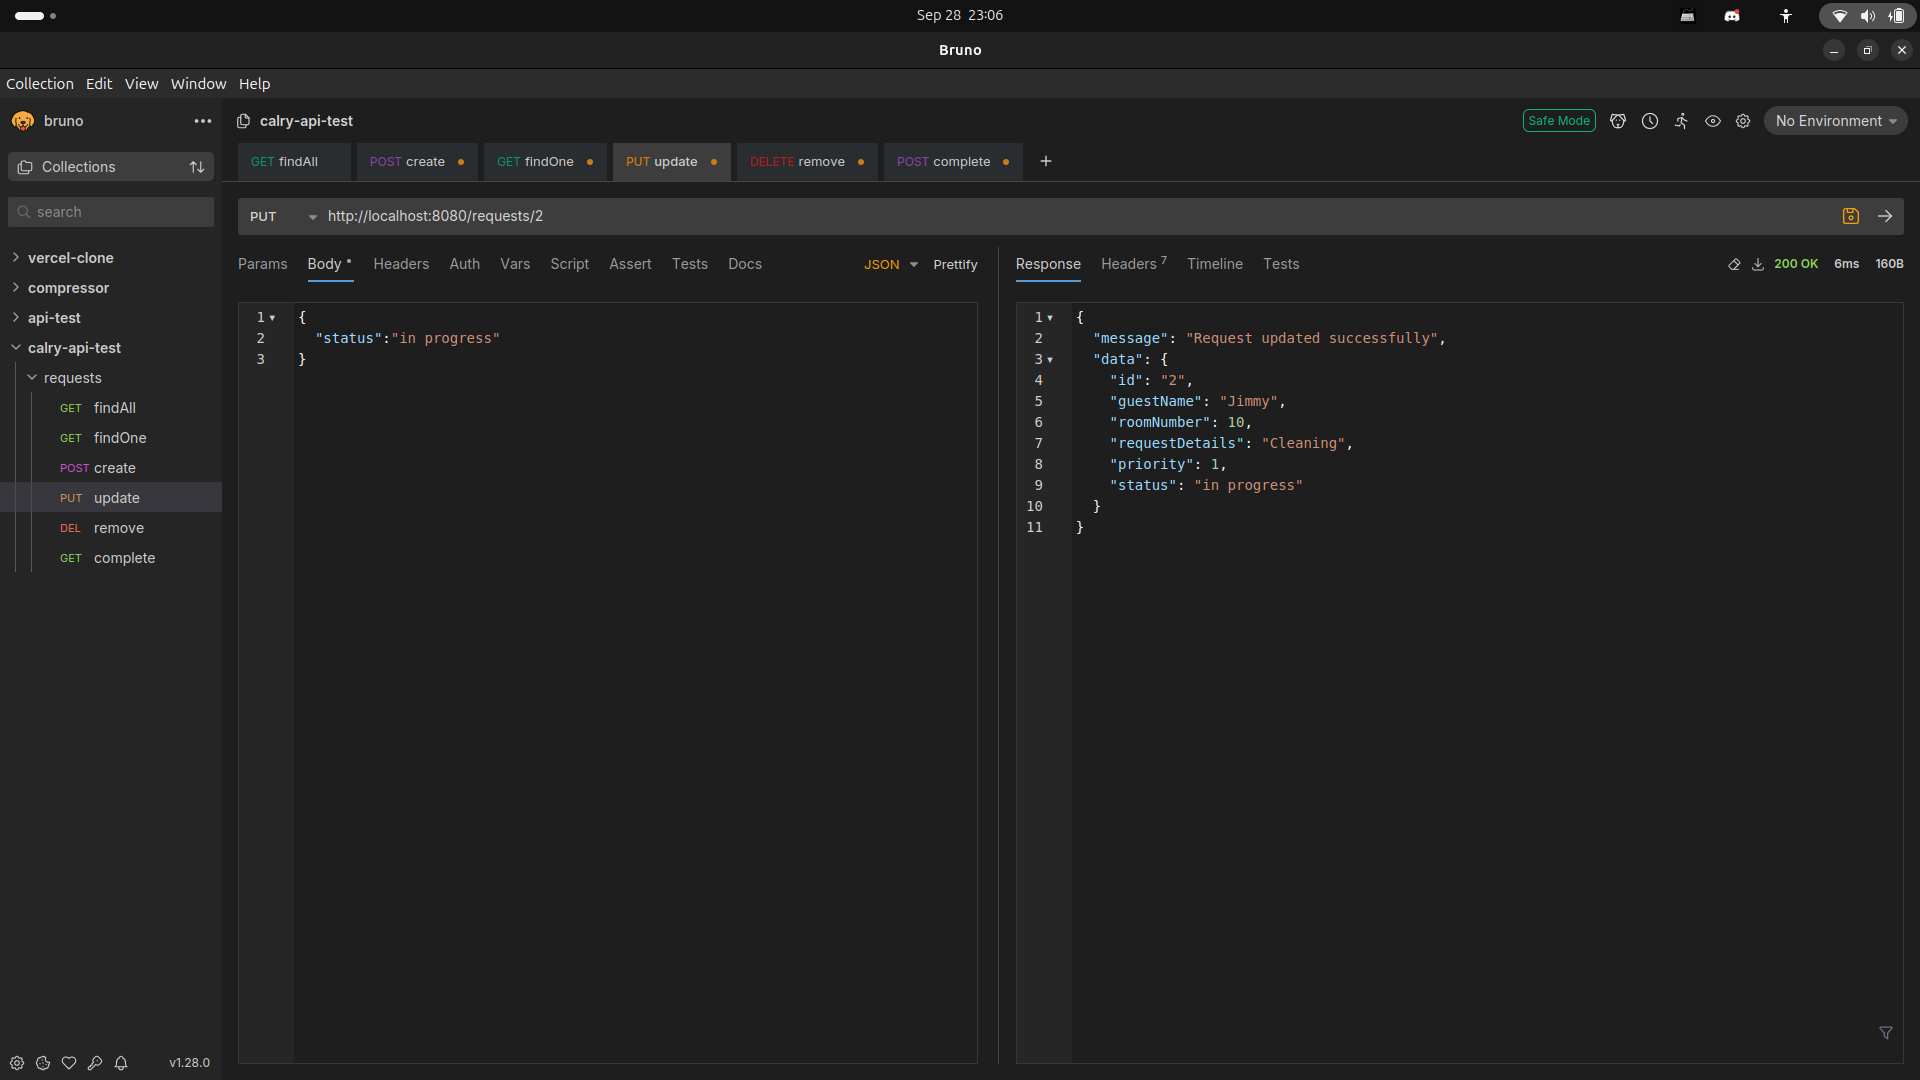 Sep 28 23:06
Bruno
Collection Edit View Window Help
bruno
calry-api-test
Safe Mode
No Environment
Collections
GET findAll
POST create
GET findOne
PUT update
DELETE remove
POST complete
search
PUT http://localhost:8080/requests/2
vercel-clone
compressor
api-test
calry-api-test
requests
GET findAll
GET findOne
POST create
PUT update
DEL remove
GET complete
v1.28.0
Params Body Headers Auth Vars Script Assert Tests Docs JSON Prettify
1 {
2 "status":"in progress"
3 }
Response Headers 7 Timeline Tests 200 OK 6ms 160B
1 {
2 "message": "Request updated successfully",
3 "data": {
4 "id": "2",
5 "guestName": "Jimmy",
6 "roomNumber": 10,
7 "requestDetails": "Cleaning",
8 "priority": 1,
9 "status": "in progress"
10 }
11 }